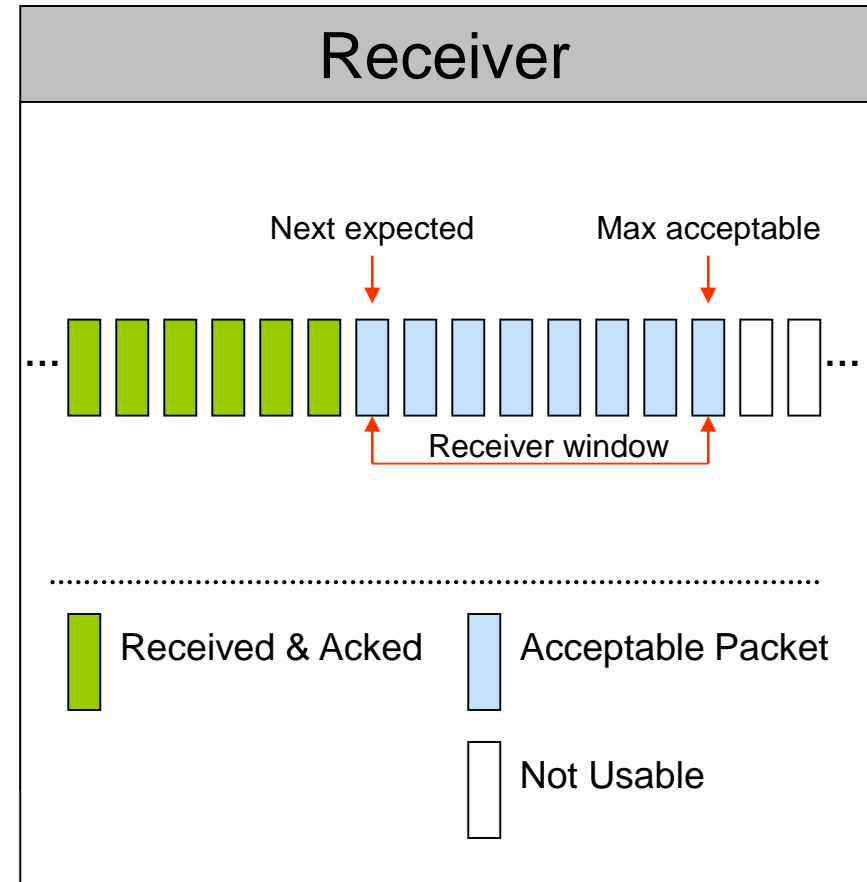 Receiver
Next expected Max acceptable
... ...
Receiver window
Received & Acked Acceptable Packet
Not Usable